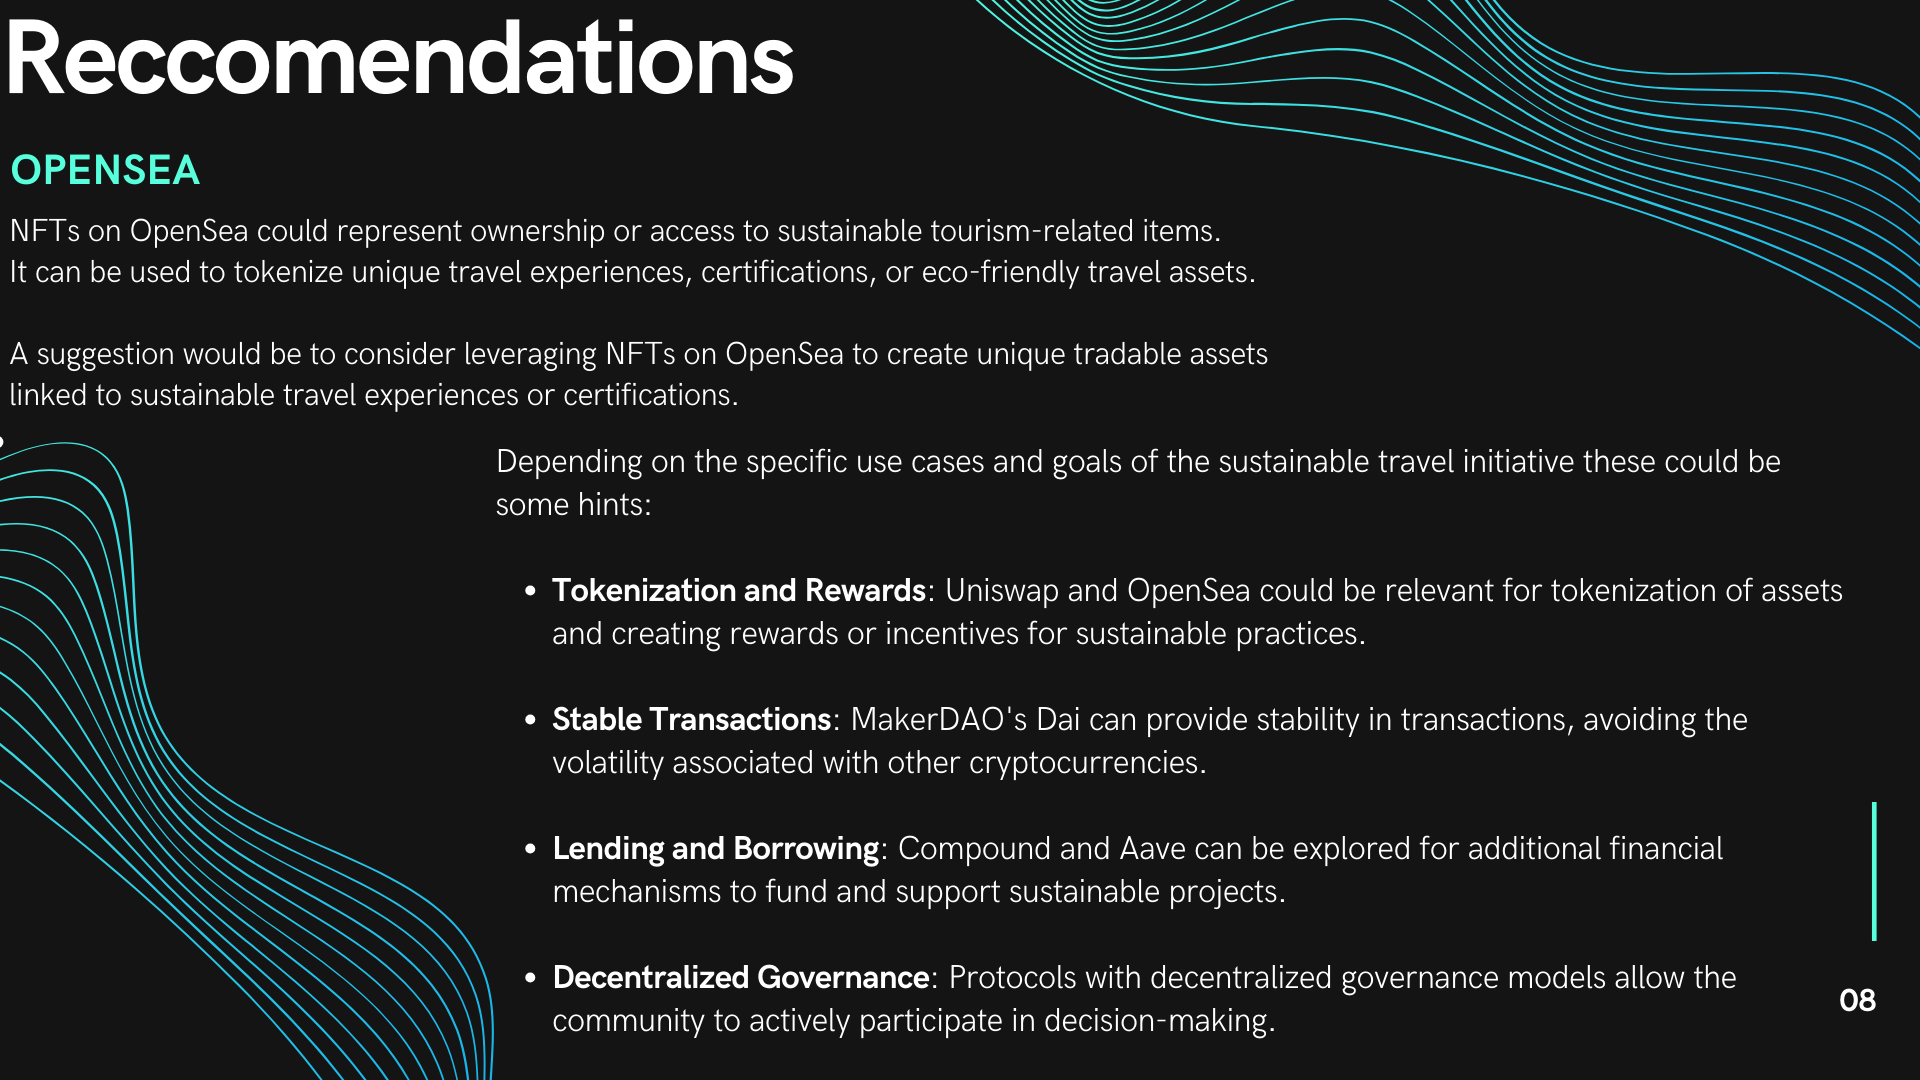 Reccomendations
OPENSEA
NFTs on OpenSea could represent ownership or access to sustainable tourism-related items.
It can be used to tokenize unique travel experiences, certifications, or eco-friendly travel assets.
A suggestion would be to consider leveraging NFTs on OpenSea to create unique tradable assets
linked to sustainable travel experiences or certifications.
Depending on the specific use cases and goals of the sustainable travel initiative these could be
some hints:
• Tokenization and Rewards: Uniswap and OpenSea could be relevant for tokenization of assets
and creating rewards or incentives for sustainable practices.
• Stable Transactions: MakerDAO's Dai can provide stability in transactions, avoiding the
volatility associated with other cryptocurrencies.
• Lending and Borrowing: Compound and Aave can be explored for additional financial
mechanisms to fund and support sustainable projects.
• Decentralized Governance: Protocols with decentralized governance models allow the
community to actively participate in decision-making.
08